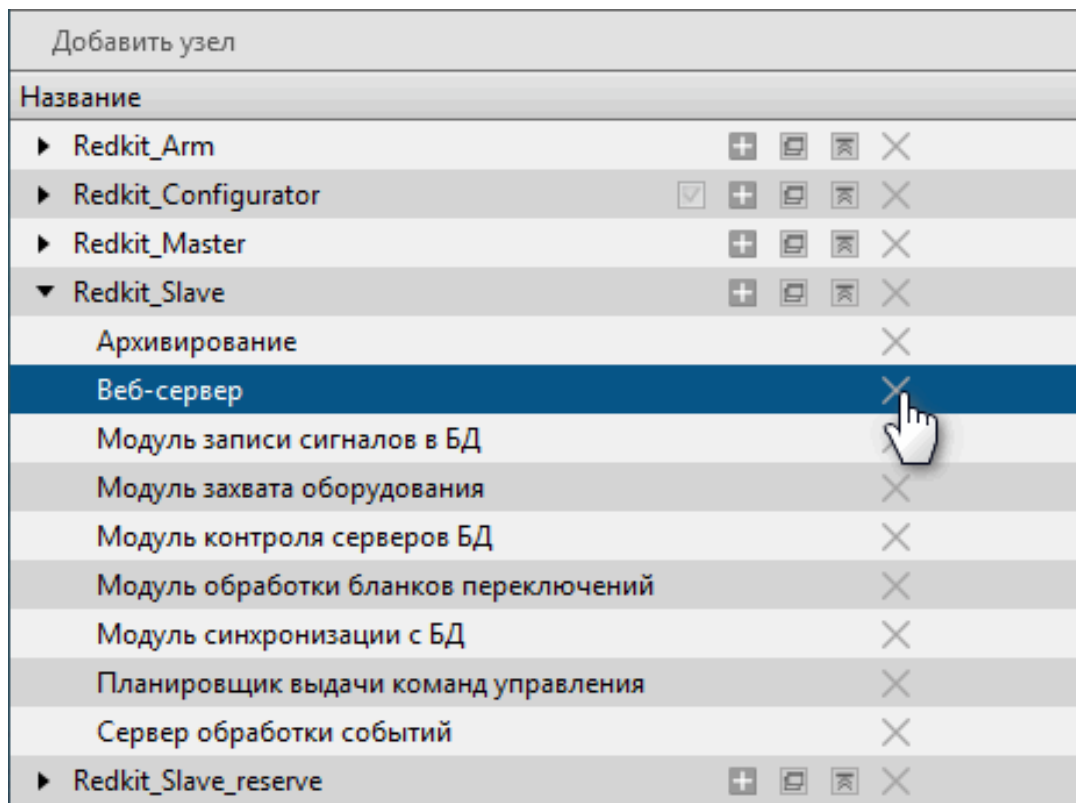 Добавить узел
Название
Redkit_Arm
Redkit_Configurator
Redkit_Master
Redkit_Slave
Архивирование
Веб-сервер
Модуль записи сигналов в БД
Модуль захвата оборудования
Модуль контроля серверов БД
Модуль обработки бланков переключений
Модуль синхронизации с БД
Планировщик выдачи команд управления
Сервер обработки событий
Redkit_Slave_reserve